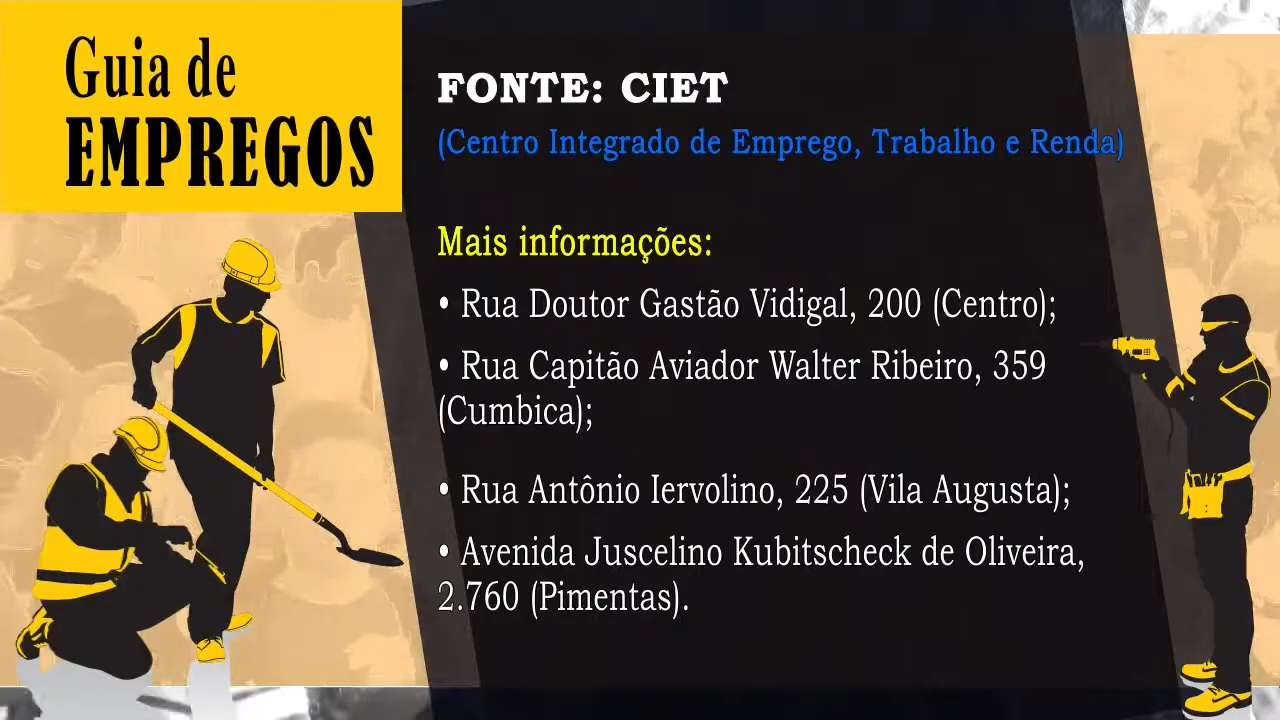 Guia de
EMPREGOS
FONTE: CIET
(Centro Integrado de Emprego, Trabalho e Renda)
Mais informações:
• Rua Doutor Gastão Vidigal, 200 (Centro);
• Rua Capitão Aviador Walter Ribeiro, 359
(Cumbica);
• Rua Antônio Iervolino, 225 (Vila Augusta);
• Avenida Juscelino Kubitscheck de Oliveira,
2.760 (Pimentas).